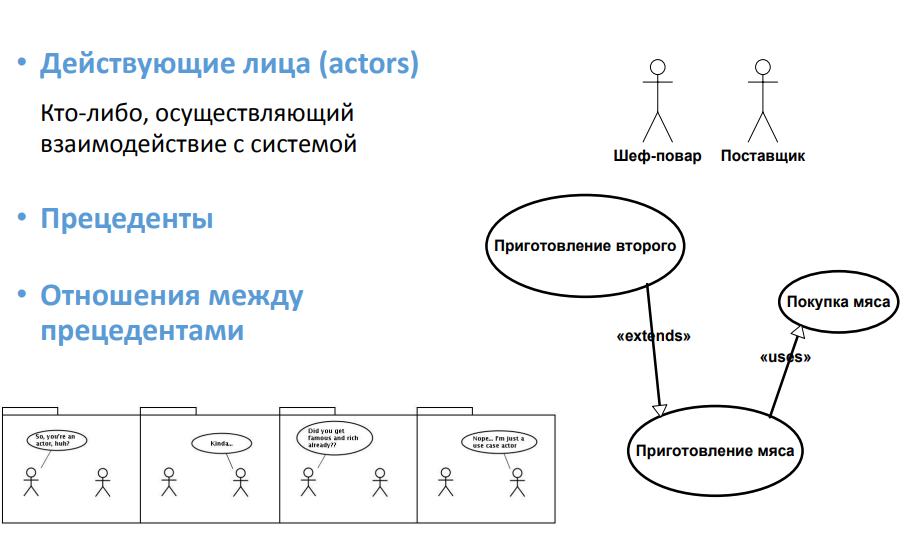 • Действующие лица (actors)
Кто-либо, осуществляющий
взаимодействие с системой
• Прецеденты
• Отношения между
прецедентами
Шеф-повар
Поставщик
Приготовление второго
Покупка мяса
«extends»
«uses»
Приготовление мяса
So, you're an
actor, huh?
Kinda...
Did you get
famous and rich
already??
Nope... I'm just a
use case actor